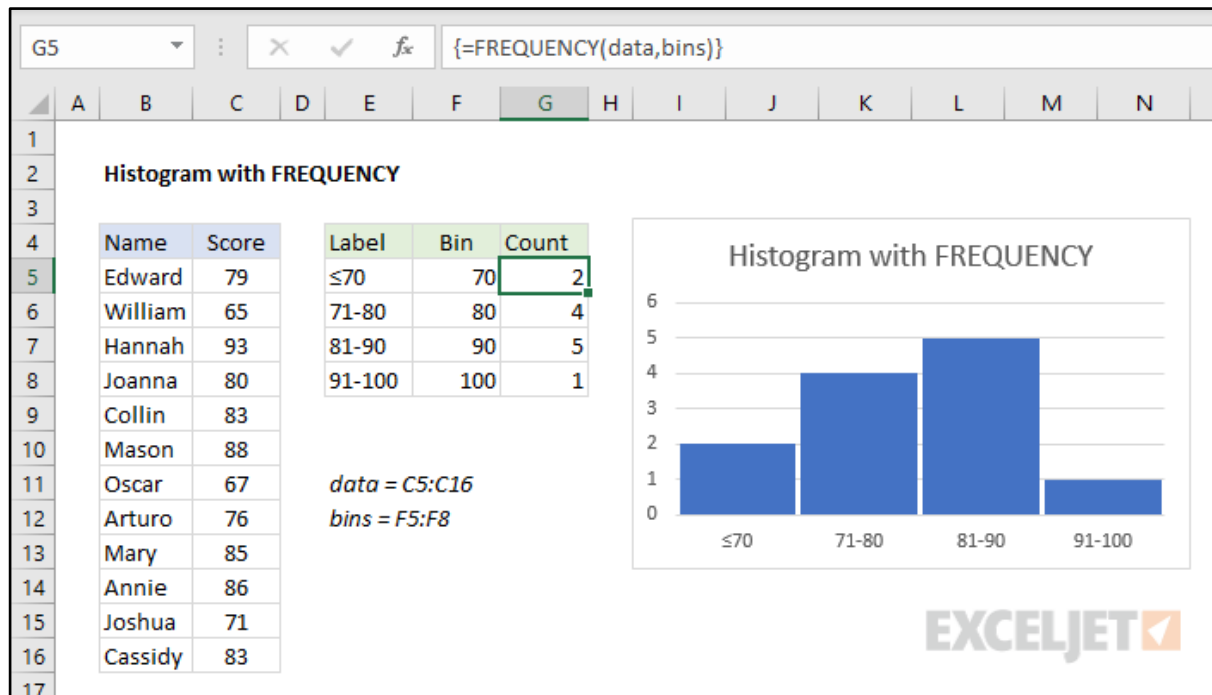 G5 fx {=FREQUENCY(data,bins)}
A B C D E F G H I J K L M N
1
2 Histogram with FREQUENCY
3
4 Name Score Label Bin Count
5 Edward 79 ≤70 70 2
6 William 65 71-80 80 4
7 Hannah 93 81-90 90 5
8 Joanna 80 91-100 100 1
9 Collin 83
10 Mason 88
11 Oscar 67 data = C5:C16
12 Arturo 76 bins = F5:F8
13 Mary 85
14 Annie 86
15 Joshua 71
16 Cassidy 83
17
Histogram with FREQUENCY
6
5
4
3
2
1
0
≤70 71-80 81-90 91-100
EXCELJET